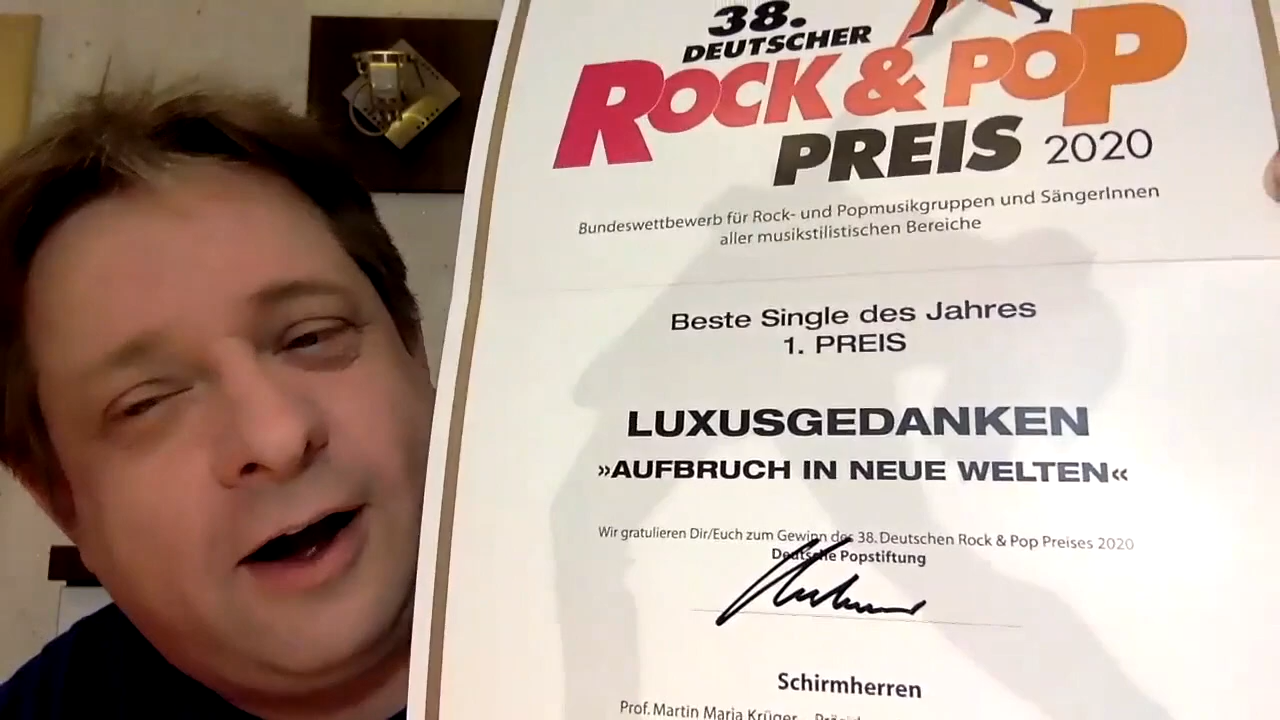 38.
DEUTSCHER
ROCK & POP
PREIS 2020
Bundeswettbewerb für Rock- und Popmusikgruppen und SängerInnen
aller musikstilistischen Bereiche
Beste Single des Jahres
1. PREIS
LUXUSGEDANKEN
»AUFBRUCH IN NEUE WELTEN«
Wir gratulieren Dir/Euch zum Gewinn des 38. Deutschen Rock & Pop Preises 2020
Deutsche Popstiftung
Schirmherren
Prof. Martin Maria Krüger